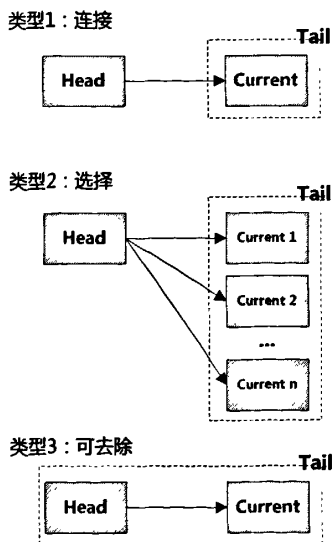 类型1：连接
Tail
Head
Current
类型2：选择
Tail
Head
Current 1
Current 2
...
Current n
类型3：可去除
Tail
Head
Current